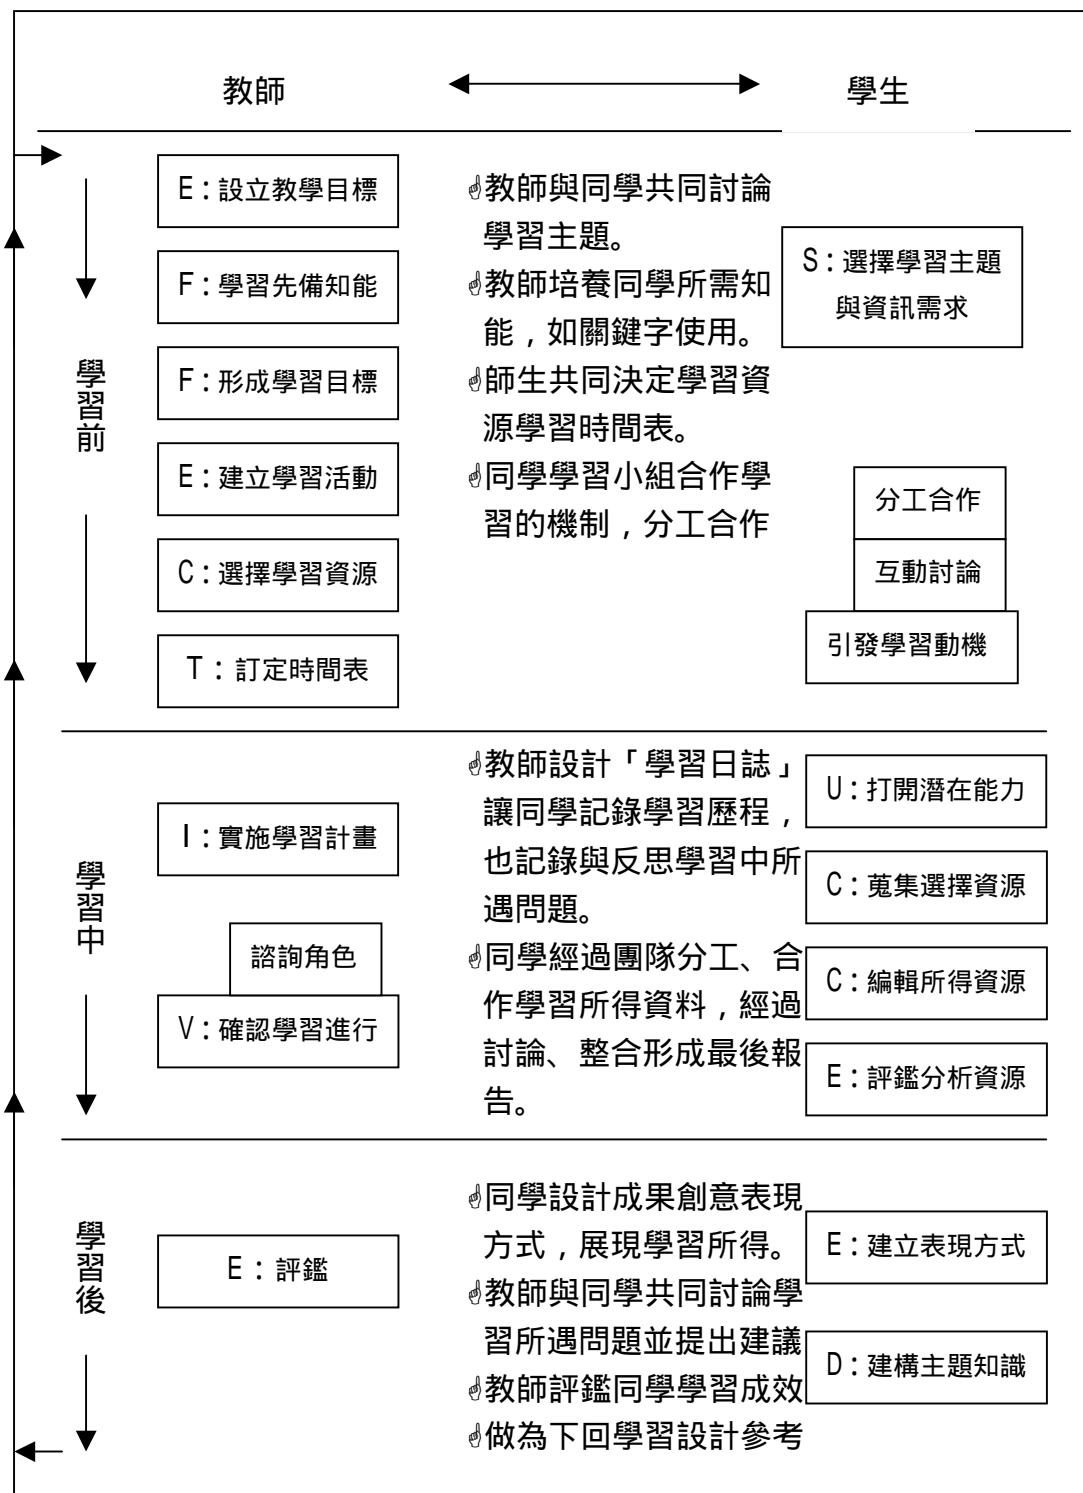 教師
學生
學習前
E：設立教學目標
F：學習先備知能
F：形成學習目標
E：建立學習活動
C：選擇學習資源
T：訂定時間表
☝教師與同學共同討論
學習主題。
☝教師培養同學所需知
能，如關鍵字使用。
☝師生共同決定學習資
源學習時間表。
☝同學學習小組合作學
習的機制，分工合作
S：選擇學習主題
與資訊需求
分工合作
互動討論
引發學習動機
學習中
I：實施學習計畫
諮詢角色
V：確認學習進行
☝教師設計「學習日誌」
讓同學記錄學習歷程，
也記錄與反思學習中所
遇問題。
☝同學經過團隊分工、合
作學習所得資料，經過
討論、整合形成最後報
告。
U：打開潛在能力
C：蒐集選擇資源
C：編輯所得資源
E：評鑑分析資源
學習後
E：評鑑
☝同學設計成果創意表現
方式，展現學習所得。
☝教師與同學共同討論學
習所遇問題並提出建議
☝教師評鑑同學學習成效
☝做為下回學習設計參考
E：建立表現方式
D：建構主題知識